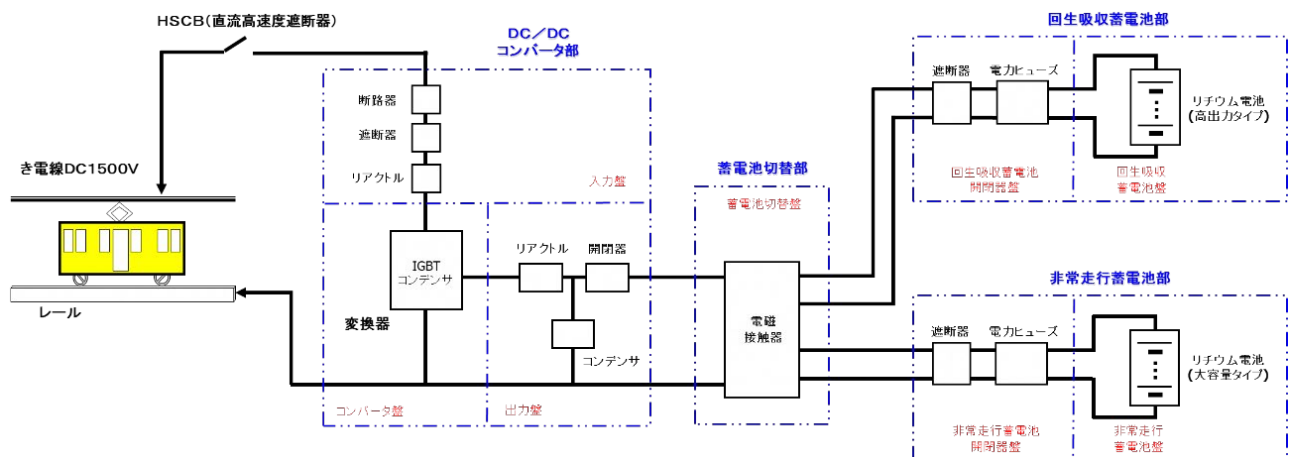 HSCB(直流高速度遮断器)
DC/DC
コンバータ部
断路器
遮断器
リアクトル
入力盤
き電線DC1500V
レール
IGBT
コンデンサ
変換器
リアクトル
開閉器
コンデンサ
コンバータ盤
出力盤
蓄電池切替部
蓄電池切替盤
電磁
接触器
回生吸収蓄電池部
遮断器
電力ヒューズ
リチウム電池
(高出力タイプ)
回生吸収蓄電池
開閉器盤
回生吸収
蓄電池盤
非常走行蓄電池部
遮断器
電力ヒューズ
リチウム電池
(大容量タイプ)
非常走行蓄電池
開閉器盤
非常走行
蓄電池盤